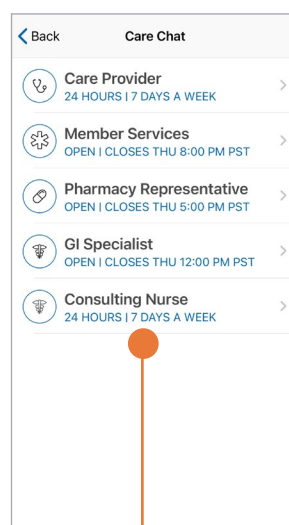 Back
Care Chat
Care Provider
24 HOURS | 7 DAYS A WEEK
Member Services
OPEN | CLOSES THU 8:00 PM PST
Pharmacy Representative
OPEN | CLOSES THU 5:00 PM PST
GI Specialist
OPEN | CLOSES THU 12:00 PM PST
Consulting Nurse
24 HOURS | 7 DAYS A WEEK